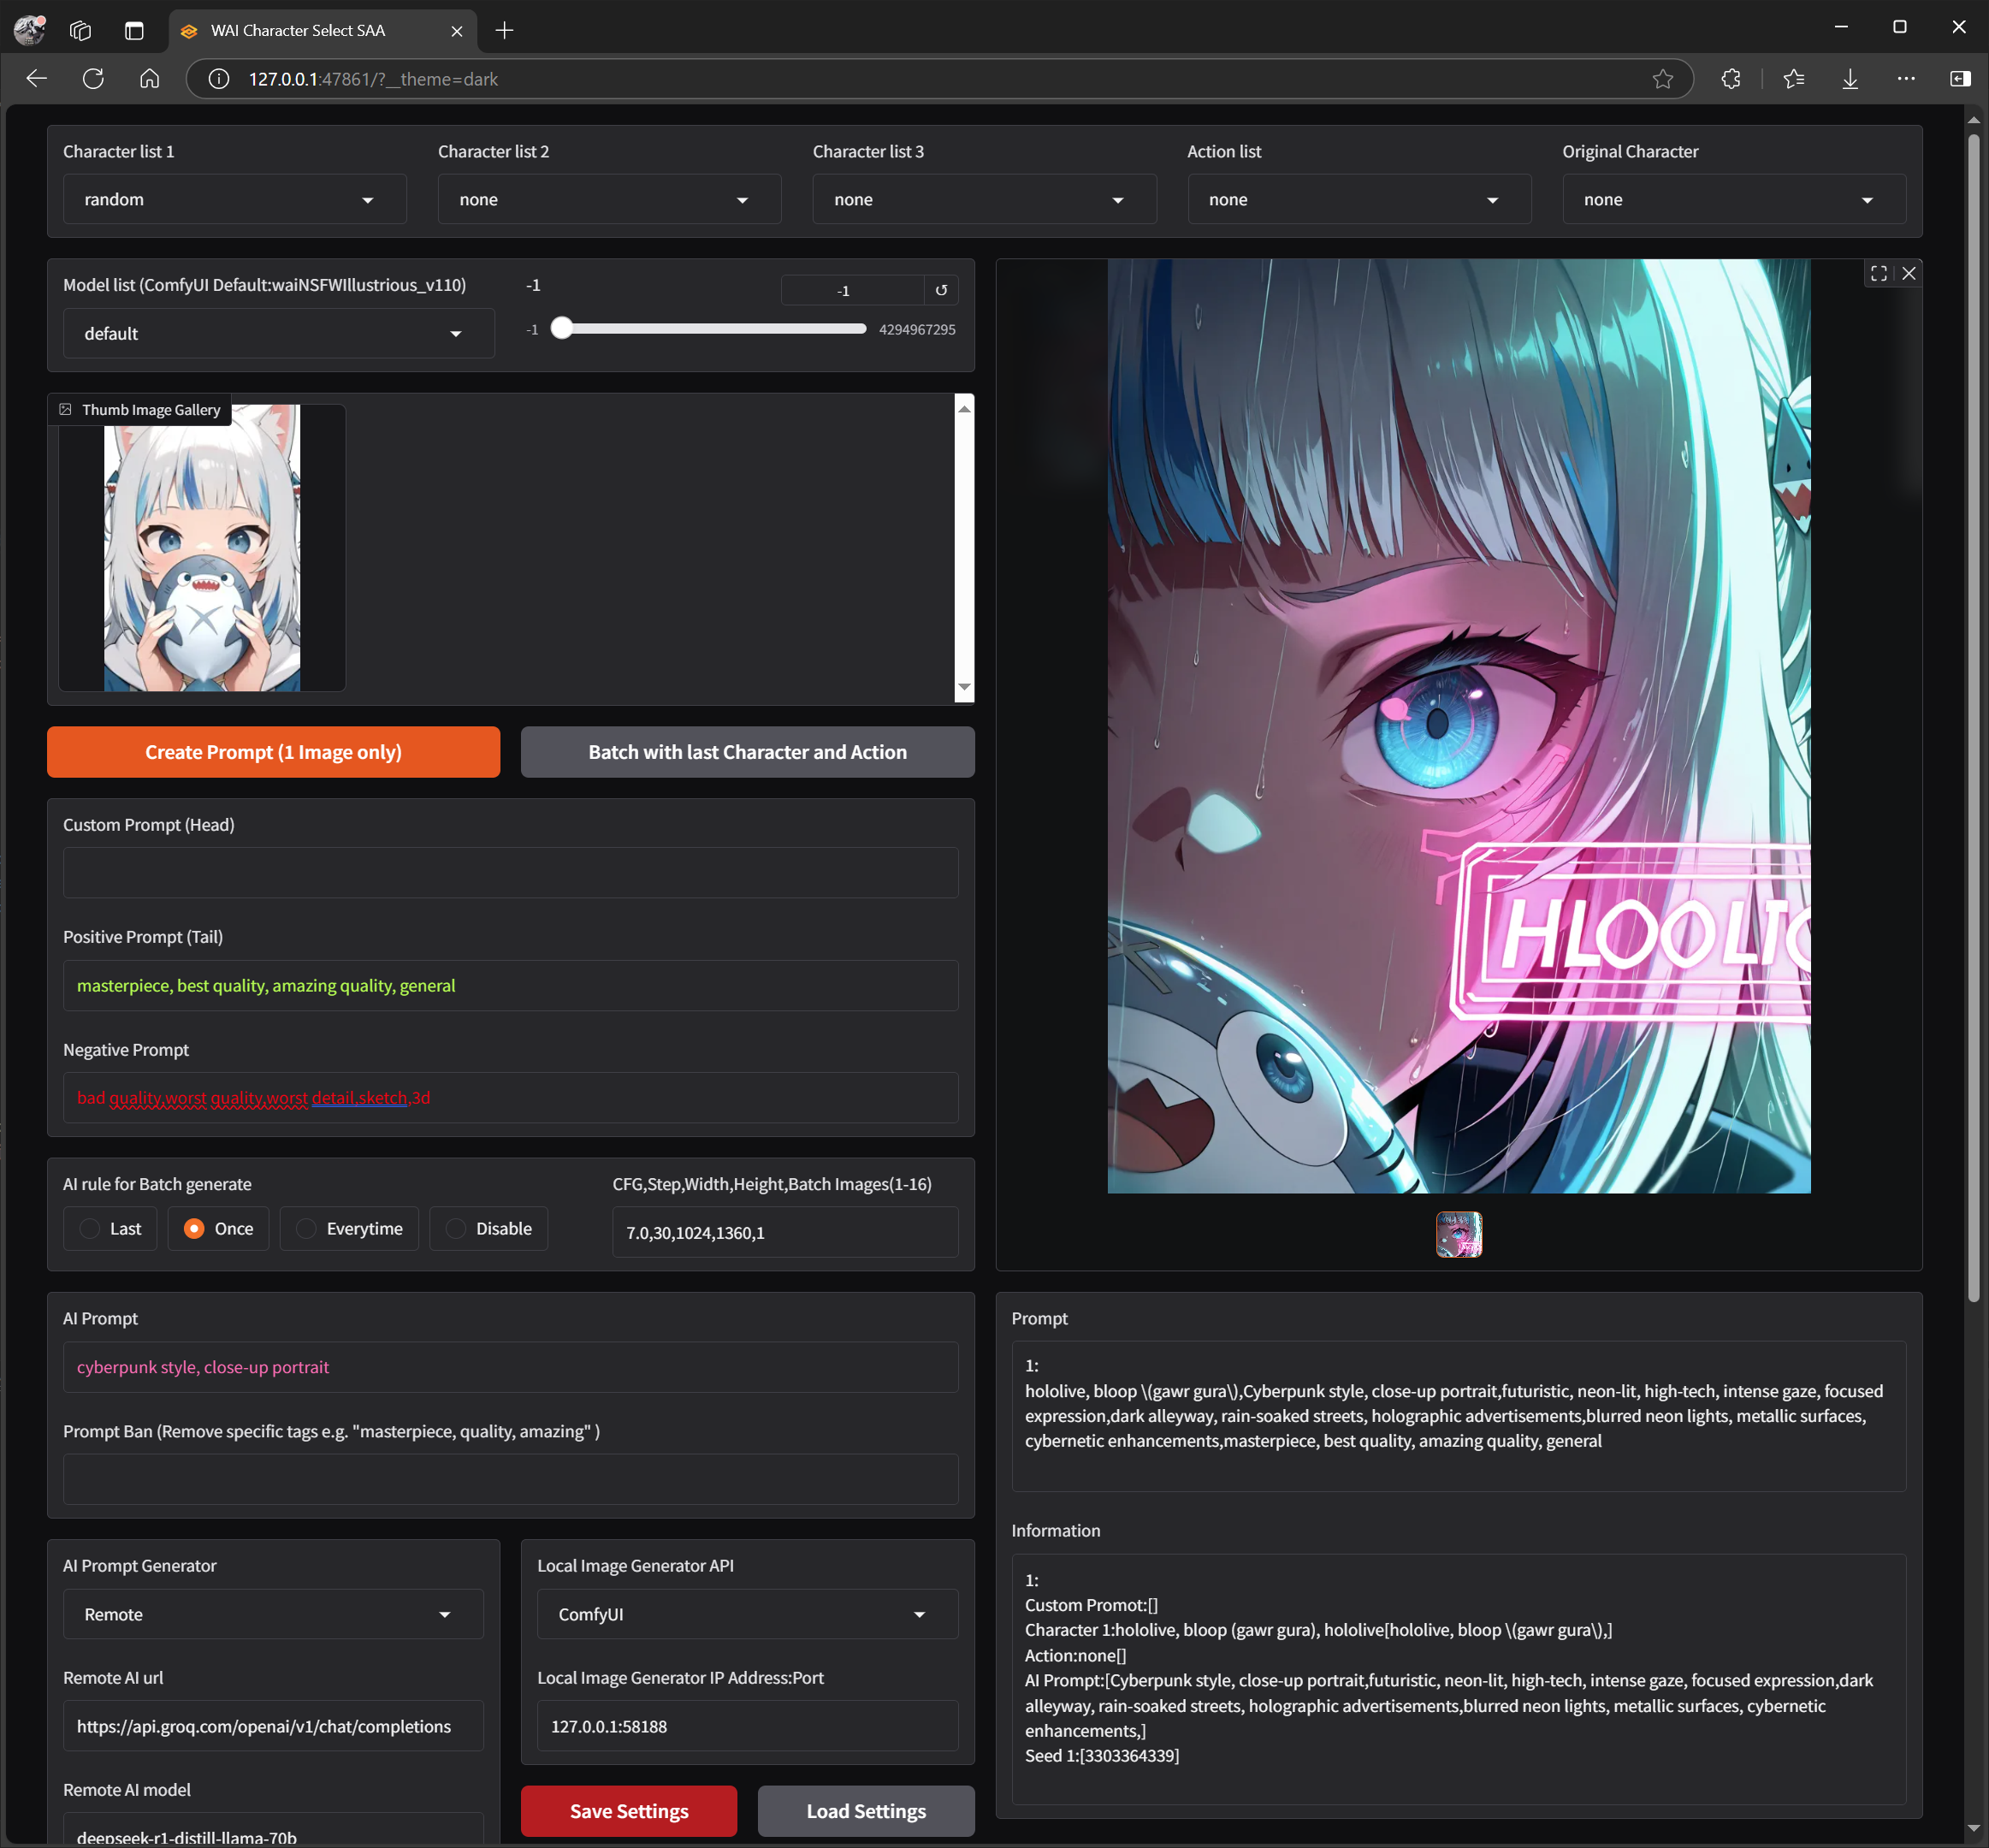 WAI Character Select SAA
127.0.0.1:47861/?__theme=dark
Character list 1
random
Character list 2
none
Character list 3
none
Action list
none
Original Character
none
Model list (ComfyUI Default:waiNSFWIllustrious_v110)
default
-1
-1
-1
4294967295
Thumb Image Gallery
Create Prompt (1 Image only)
Batch with last Character and Action
Custom Prompt (Head)
Positive Prompt (Tail)
masterpiece, best quality, amazing quality, general
Negative Prompt
bad quality,worst quality,worst detail,sketch,3d
HLOOLIC
AI rule for Batch generate
Last
Once
Everytime
Disable
CFG,Step,Width,Height,Batch Images(1-16)
7.0,30,1024,1360,1
AI Prompt
cyberpunk style, close-up portrait
Prompt Ban (Remove specific tags e.g. "masterpiece, quality, amazing" )
AI Prompt Generator
Remote
Remote AI url
https://api.groq.com/openai/v1/chat/completions
Remote AI model
deepseek-r1-distill-llama-70b
Local Image Generator API
ComfyUI
Local Image Generator IP Address:Port
127.0.0.1:58188
Save Settings
Load Settings
Prompt
1:
hololive, bloop \(gawr gura\),Cyberpunk style, close-up portrait,futuristic, neon-lit, high-tech, intense gaze, focused
expression,dark alleyway, rain-soaked streets, holographic advertisements,blurred neon lights, metallic surfaces,
cybernetic enhancements,masterpiece, best quality, amazing quality, general
Information
1:
Custom Promot:[]
Character 1:hololive, bloop (gawr gura), hololive[hololive, bloop \(gawr gura\),]
Action:none[]
AI Prompt:[Cyberpunk style, close-up portrait,futuristic, neon-lit, high-tech, intense gaze, focused expression,dark
alleyway, rain-soaked streets, holographic advertisements,blurred neon lights, metallic surfaces, cybernetic
enhancements,]
Seed 1:[3303364339]